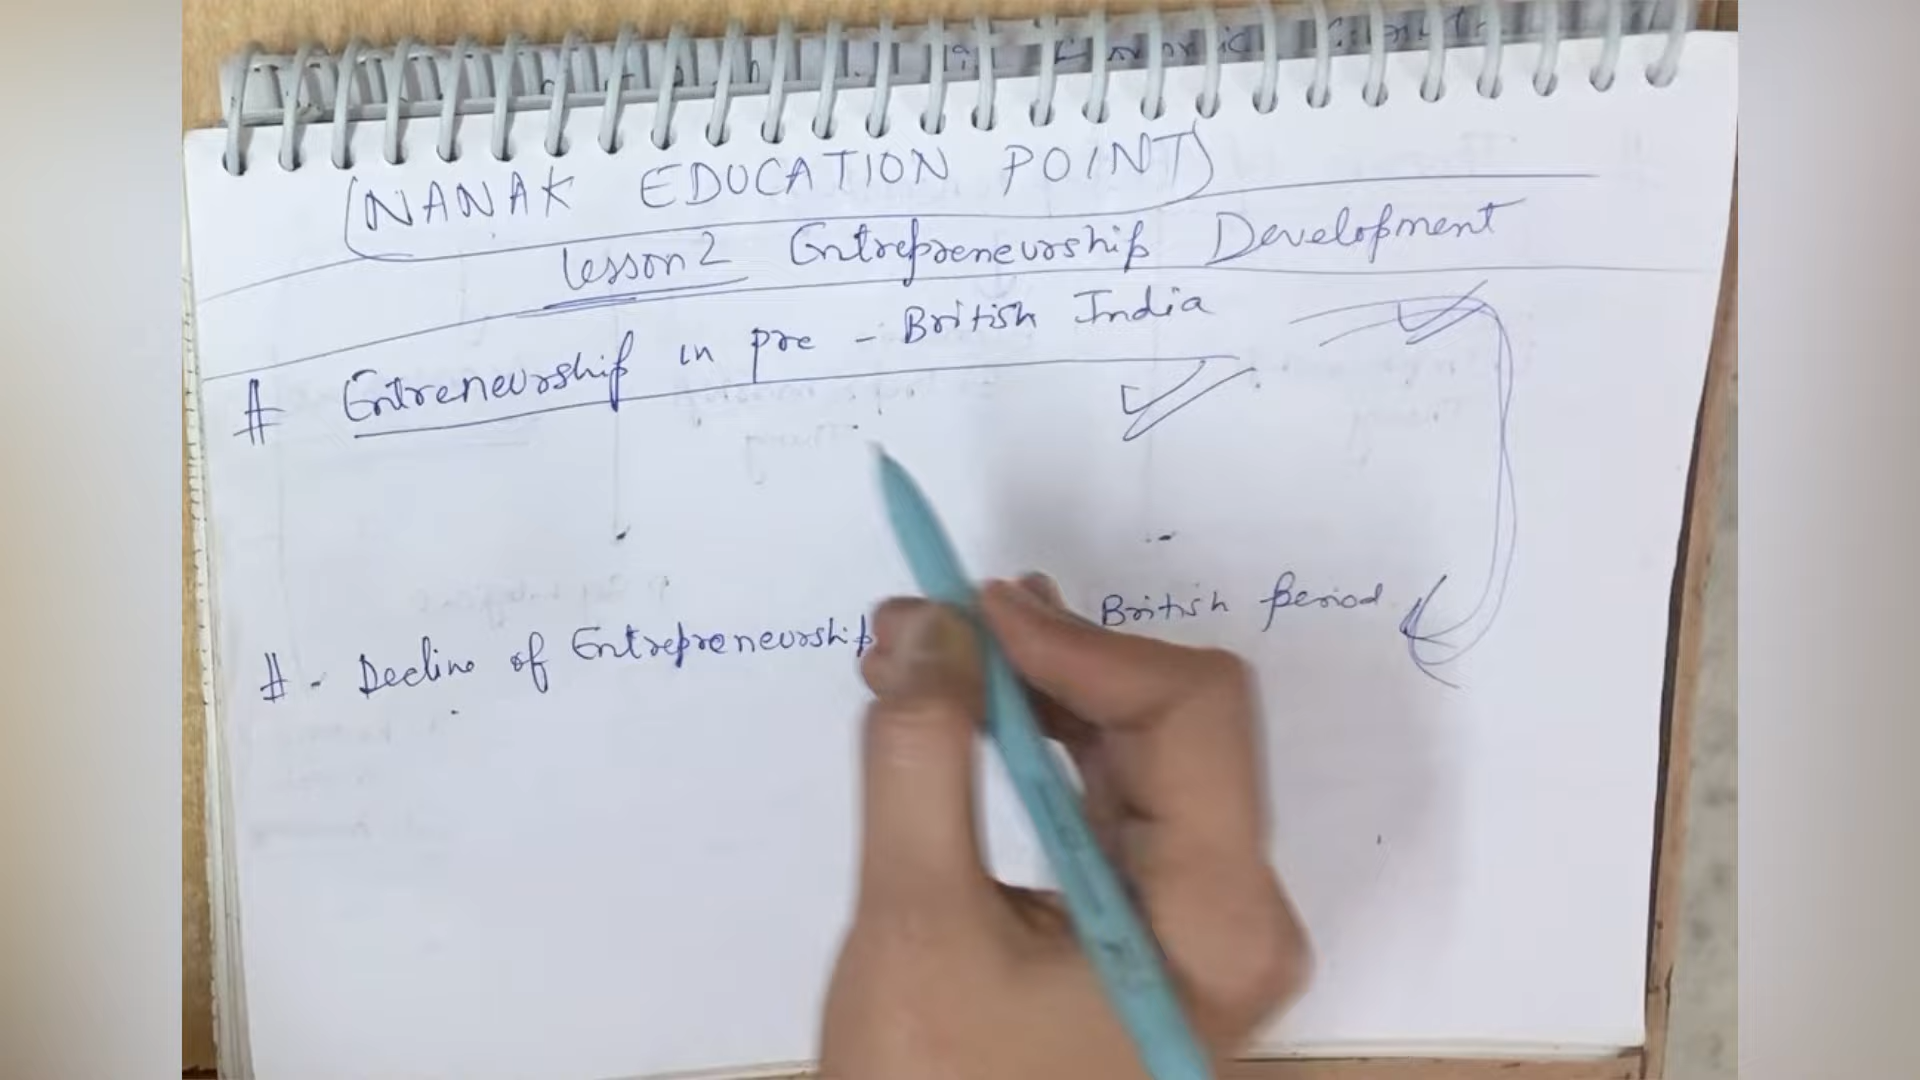 (NANAK EDUCATION POINT)
Lesson 2 Entrepreneurship Development
# Entreneurship in pre - British India
# - Decline of Entrepreneurship British period